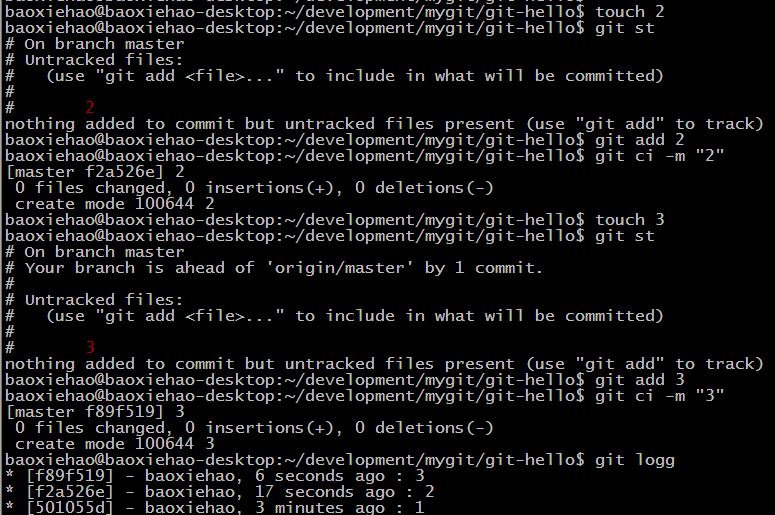 baoxiehao@baoxiehao-desktop:~/development/mygit/git-hello$ touch 2
baoxiehao@baoxiehao-desktop:~/development/mygit/git-hello$ git st
# On branch master
# Untracked files:
#   (use "git add <file>..." to include in what will be committed)
#
#       2
nothing added to commit but untracked files present (use "git add" to track)
baoxiehao@baoxiehao-desktop:~/development/mygit/git-hello$ git add 2
baoxiehao@baoxiehao-desktop:~/development/mygit/git-hello$ git ci -m "2"
[master f2a526e] 2
 0 files changed, 0 insertions(+), 0 deletions(-)
 create mode 100644 2
baoxiehao@baoxiehao-desktop:~/development/mygit/git-hello$ touch 3
baoxiehao@baoxiehao-desktop:~/development/mygit/git-hello$ git st
# On branch master
# Your branch is ahead of 'origin/master' by 1 commit.
#
# Untracked files:
#   (use "git add <file>..." to include in what will be committed)
#
#       3
nothing added to commit but untracked files present (use "git add" to track)
baoxiehao@baoxiehao-desktop:~/development/mygit/git-hello$ git add 3
baoxiehao@baoxiehao-desktop:~/development/mygit/git-hello$ git ci -m "3"
[master f89f519] 3
 0 files changed, 0 insertions(+), 0 deletions(-)
 create mode 100644 3
baoxiehao@baoxiehao-desktop:~/development/mygit/git-hello$ git logg
* [f89f519] - baoxiehao, 6 seconds ago : 3
* [f2a526e] - baoxiehao, 17 seconds ago : 2
* [501055d] - baoxiehao, 3 minutes ago : 1